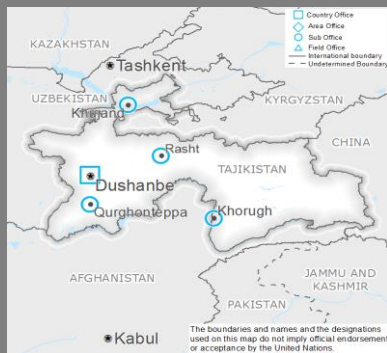 Country Office
Area Office
Sub Office
Field Office
International boundary
Undetermined Boundary
KAZAKHSTAN
Tashkent
UZBEKISTAN
KYRGYZSTAN
Khujand
CHINA
Rasht
TAJIKISTAN
Dushanbe
Qurghonteppa
Khorugh
AFGHANISTAN
JAMMU AND
KASHMIR
PAKISTAN
Kabul
The boundaries and names and the designations
used on this map do not imply official endorsement
or acceptance by the United Nations.